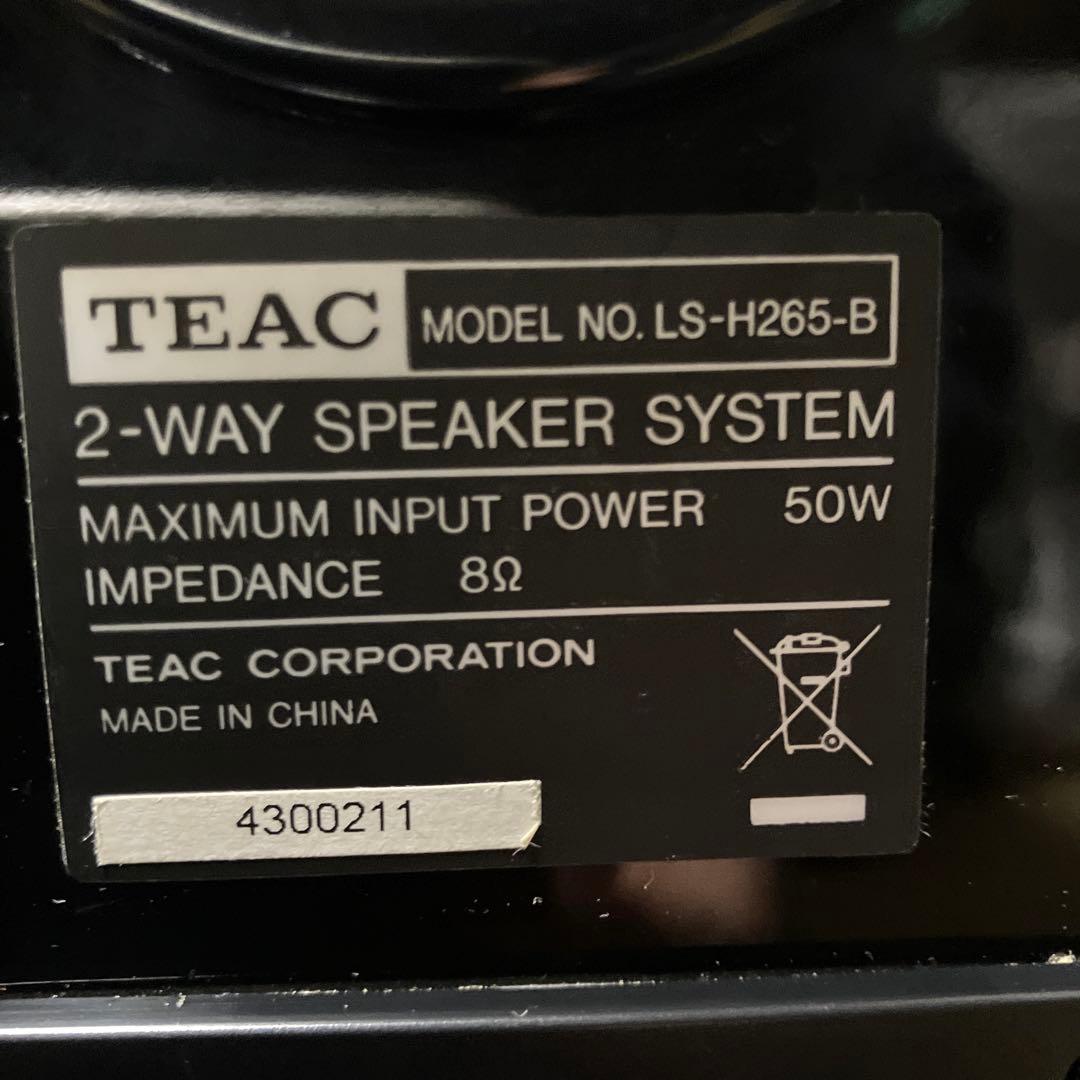 TEAC MODEL NO. LS-H265-B
2-WAY SPEAKER SYSTEM
MAXIMUM INPUT POWER 50W
IMPEDANCE 8Ω
TEAC CORPORATION
MADE IN CHINA
4300211